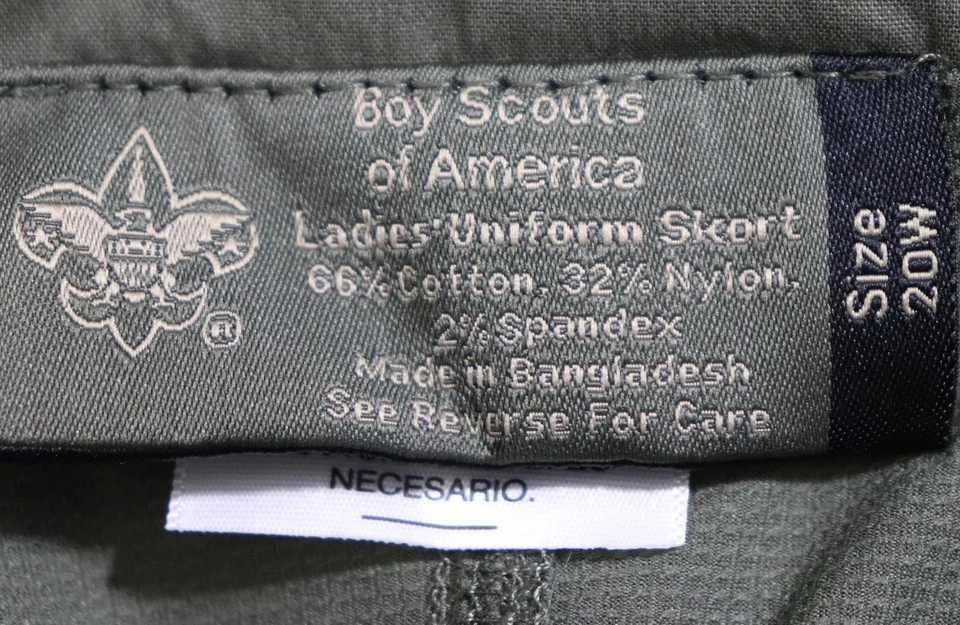 Boy Scouts
of America
Ladies' Uniform Skort
66% Cotton, 32% Nylon,
2% Spandex
Made in Bangladesh
See Reverse For Care
®
Size
20W
NECESARIO.